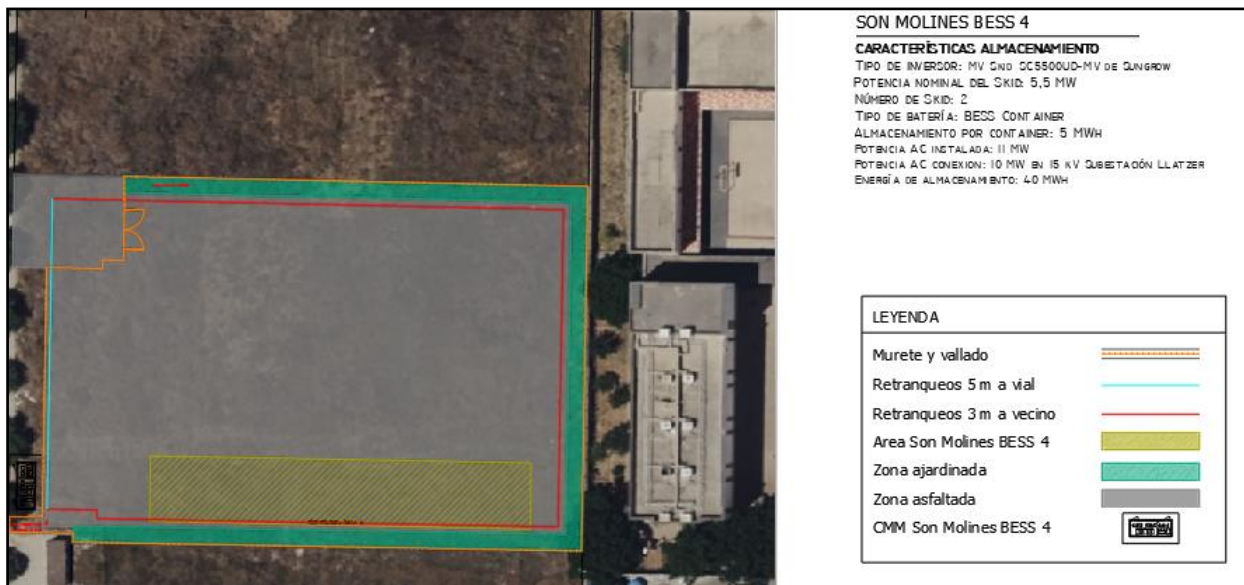 SON MOLINES BESS 4
CARACTERÍSTICAS ALMACENAMIENTO
TIPO DE INVERSOR: MV SKID SC5500UD-MV DE SUNGROW
POTENCIA NOMINAL DEL SKID: 5,5 MW
NÚMERO DE SKID: 2
TIPO DE BATERÍA: BESS CONTAINER
ALMACENAMIENTO POR CONTAINER: 5 MWH
POTENCIA AC INSTALADA: 11 MW
POTENCIA AC CONEXION: 10 MW EN 15 KV SUBESTACIÓN LLATZER
ENERGÍA DE ALMACENAMIENTO: 40 MWH
LEYENDA
Murete y vallado
Retranqueos 5 m a vial
Retranqueos 3 m a vecino
Area Son Molines BESS 4
Zona ajardinada
Zona asfaltada
CMM Son Molines BESS 4